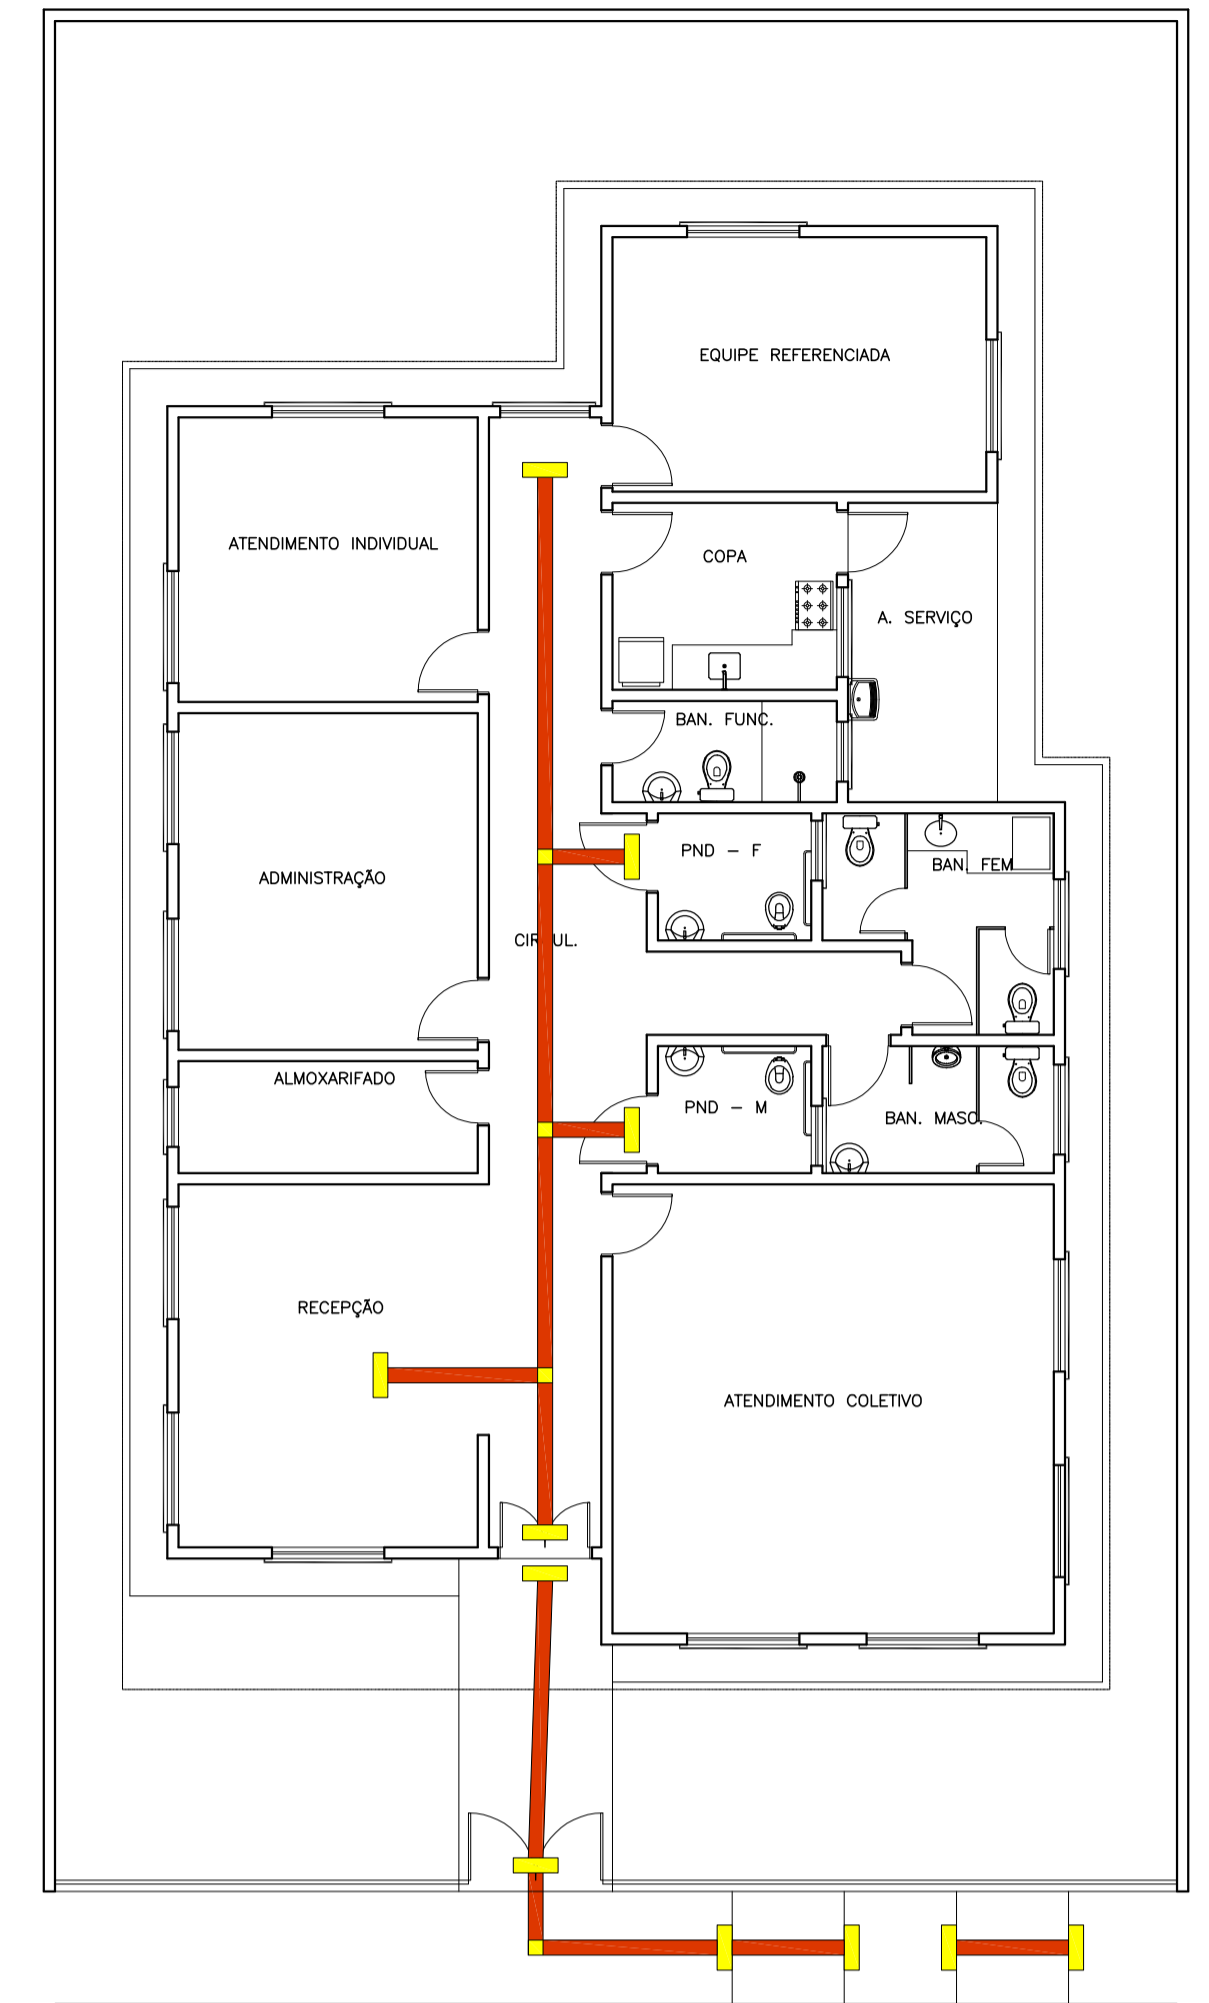 EQUIPE REFERENCIADA
ATENDIMENTO INDIVIDUAL
COPA
A. SERVIÇO
BAN. FUNC.
PND - F
BAN. FEM
ADMINISTRAÇÃO
CIRCUL.
ALMOXARIFADO
PND - M
BAN. MASC.
RECEPÇÃO
ATENDIMENTO COLETIVO